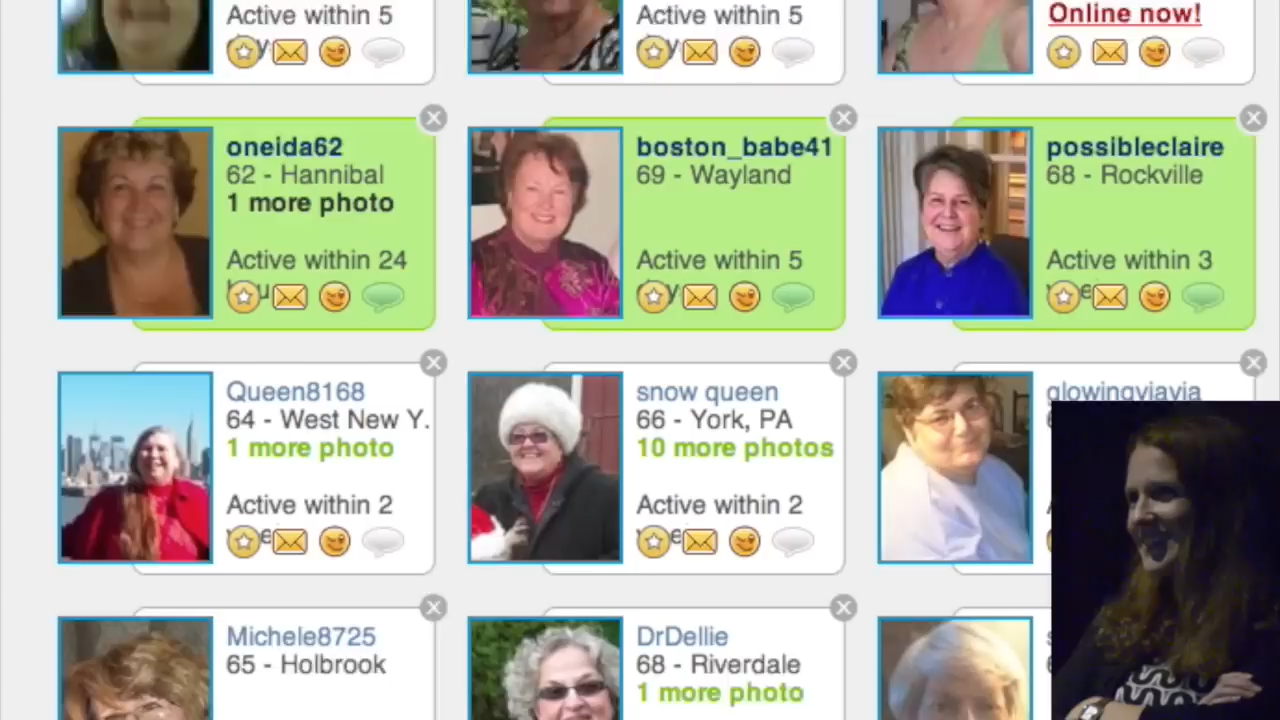 Active within 5
Active within 5
Online now!
oneida62
62 - Hannibal
1 more photo
Active within 24
boston_babe41
69 - Wayland
Active within 5
possibleclaire
68 - Rockville
Active within 3
Queen8168
64 - West New Y.
1 more photo
Active within 2
snow queen
66 - York, PA
10 more photos
Active within 2
glowingviavia
Michele8725
65 - Holbrook
DrDellie
68 - Riverdale
1 more photo